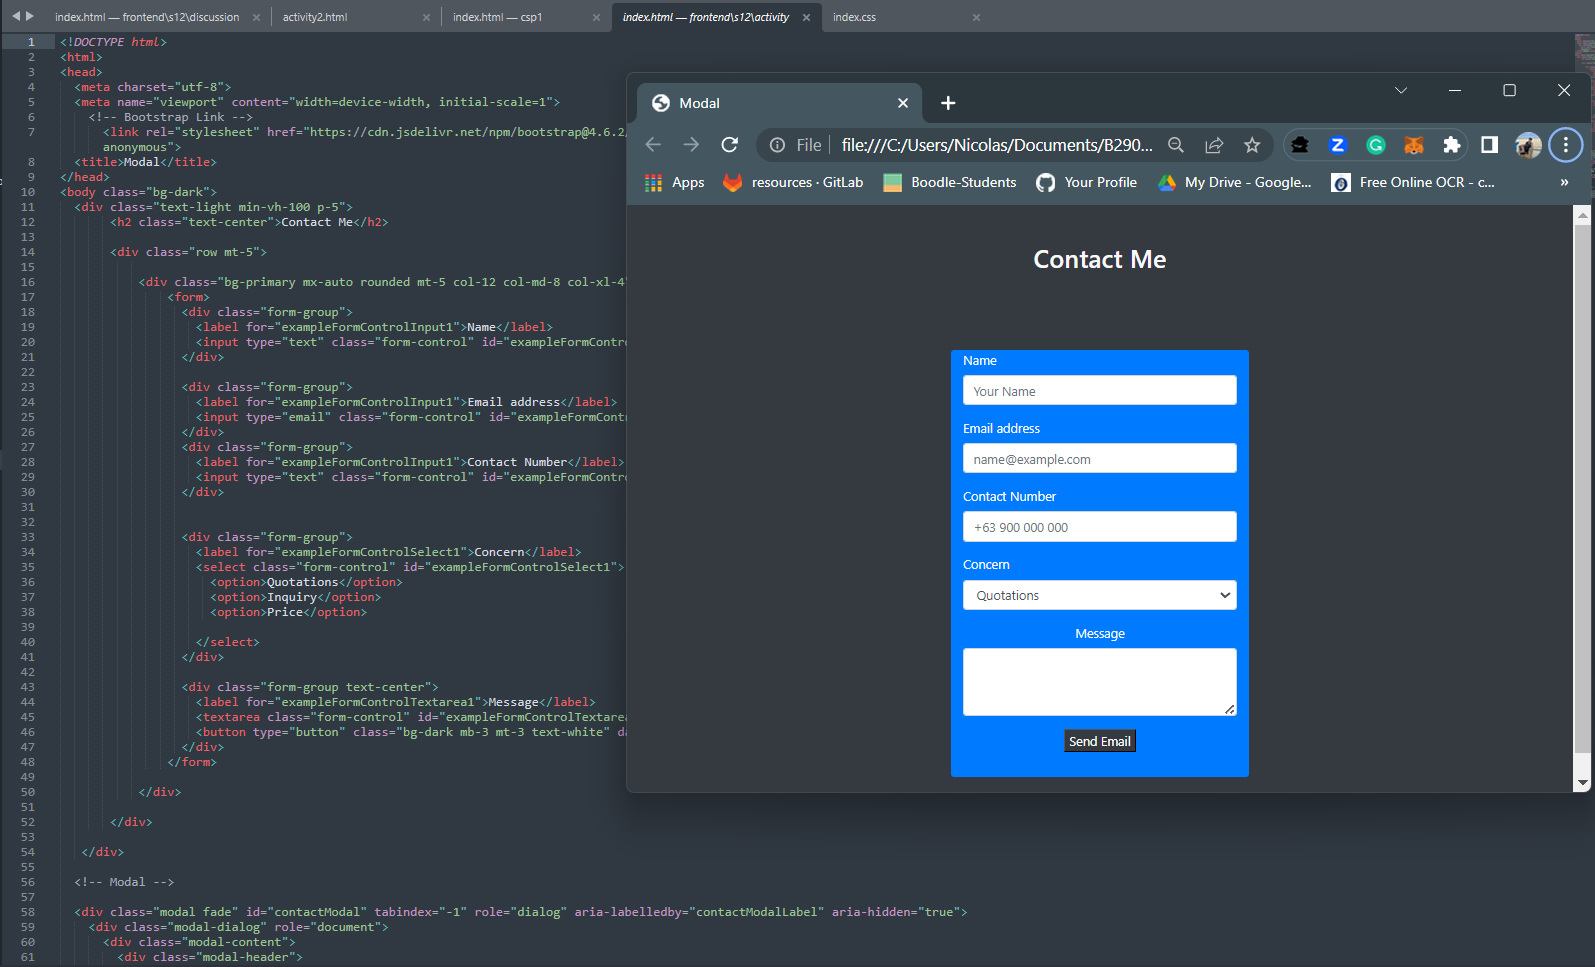 index.html — frontend\s12\discussion
activity2.html
index.html — csp1
index.html — frontend\s12\activity
index.css
1 <!DOCTYPE html>
2 <html>
3 <head>
4 <meta charset="utf-8">
5 <meta name="viewport" content="width=device-width, initial-scale=1">
6 <!-- Bootstrap Link -->
7 <link rel="stylesheet" href="https://cdn.jsdelivr.net/npm/bootstrap@4.6.2/
anonymous">
8 <title>Modal</title>
9 </head>
10 <body class="bg-dark">
11 <div class="text-light min-vh-100 p-5">
12 <h2 class="text-center">Contact Me</h2>
13
14 <div class="row mt-5">
15
16 <div class="bg-primary mx-auto rounded mt-5 col-12 col-md-8 col-xl-4"
17 <form>
18 <div class="form-group">
19 <label for="exampleFormControlInput1">Name</label>
20 <input type="text" class="form-control" id="exampleFormContro
21 </div>
22
23 <div class="form-group">
24 <label for="exampleFormControlInput1">Email address</label>
25 <input type="email" class="form-control" id="exampleFormContr
26 </div>
27 <div class="form-group">
28 <label for="exampleFormControlInput1">Contact Number</label>
29 <input type="text" class="form-control" id="exampleFormContro
30 </div>
31
32
33 <div class="form-group">
34 <label for="exampleFormControlSelect1">Concern</label>
35 <select class="form-control" id="exampleFormControlSelect1">
36 <option>Quotations</option>
37 <option>Inquiry</option>
38 <option>Price</option>
39
40 </select>
41 </div>
42
43 <div class="form-group text-center">
44 <label for="exampleFormControlTextarea1">Message</label>
45 <textarea class="form-control" id="exampleFormControlTextarea
46 <button type="button" class="bg-dark mb-3 mt-3 text-white" da
47 </div>
48 </form>
49
50 </div>
51
52 </div>
53
54 </div>
55
56 <!-- Modal -->
57
58 <div class="modal fade" id="contactModal" tabindex="-1" role="dialog" aria-labelledby="contactModalLabel" aria-hidden="true">
59 <div class="modal-dialog" role="document">
60 <div class="modal-content">
61 <div class="modal-header">
Modal
File
file:///C:/Users/Nicolas/Documents/B290...
Apps
resources · GitLab
Boodle-Students
Your Profile
My Drive - Google...
Free Online OCR - c...
»
Contact Me
Name
Your Name
Email address
name@example.com
Contact Number
+63 900 000 000
Concern
Quotations
Message
Send Email